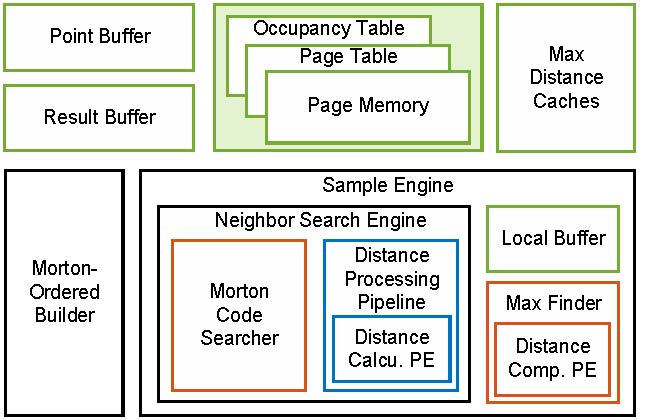 Point Buffer
Result Buffer
Occupancy Table
Page Table
Page Memory
Max
Distance
Caches
Morton-
Ordered
Builder
Sample Engine
Neighbor Search Engine
Morton
Code
Searcher
Distance
Processing
Pipeline
Distance
Calcu. PE
Local Buffer
Max Finder
Distance
Comp. PE